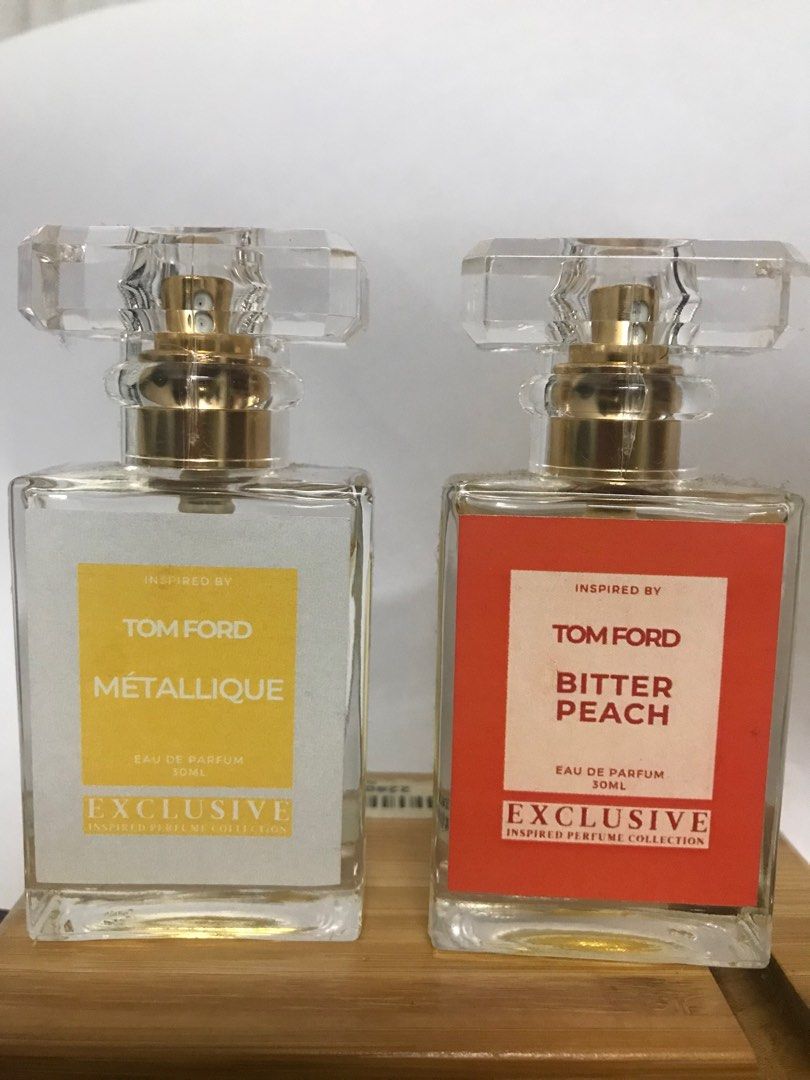 INSPIRED BY
TOM FORD
MÉTALLIQUE
EAU DE PARFUM
30ML
EXCLUSIVE
INSPIRED PERFUME COLLECTION
INSPIRED BY
TOM FORD
BITTER
PEACH
EAU DE PARFUM
30ML
EXCLUSIVE
INSPIRED PERFUME COLLECTION